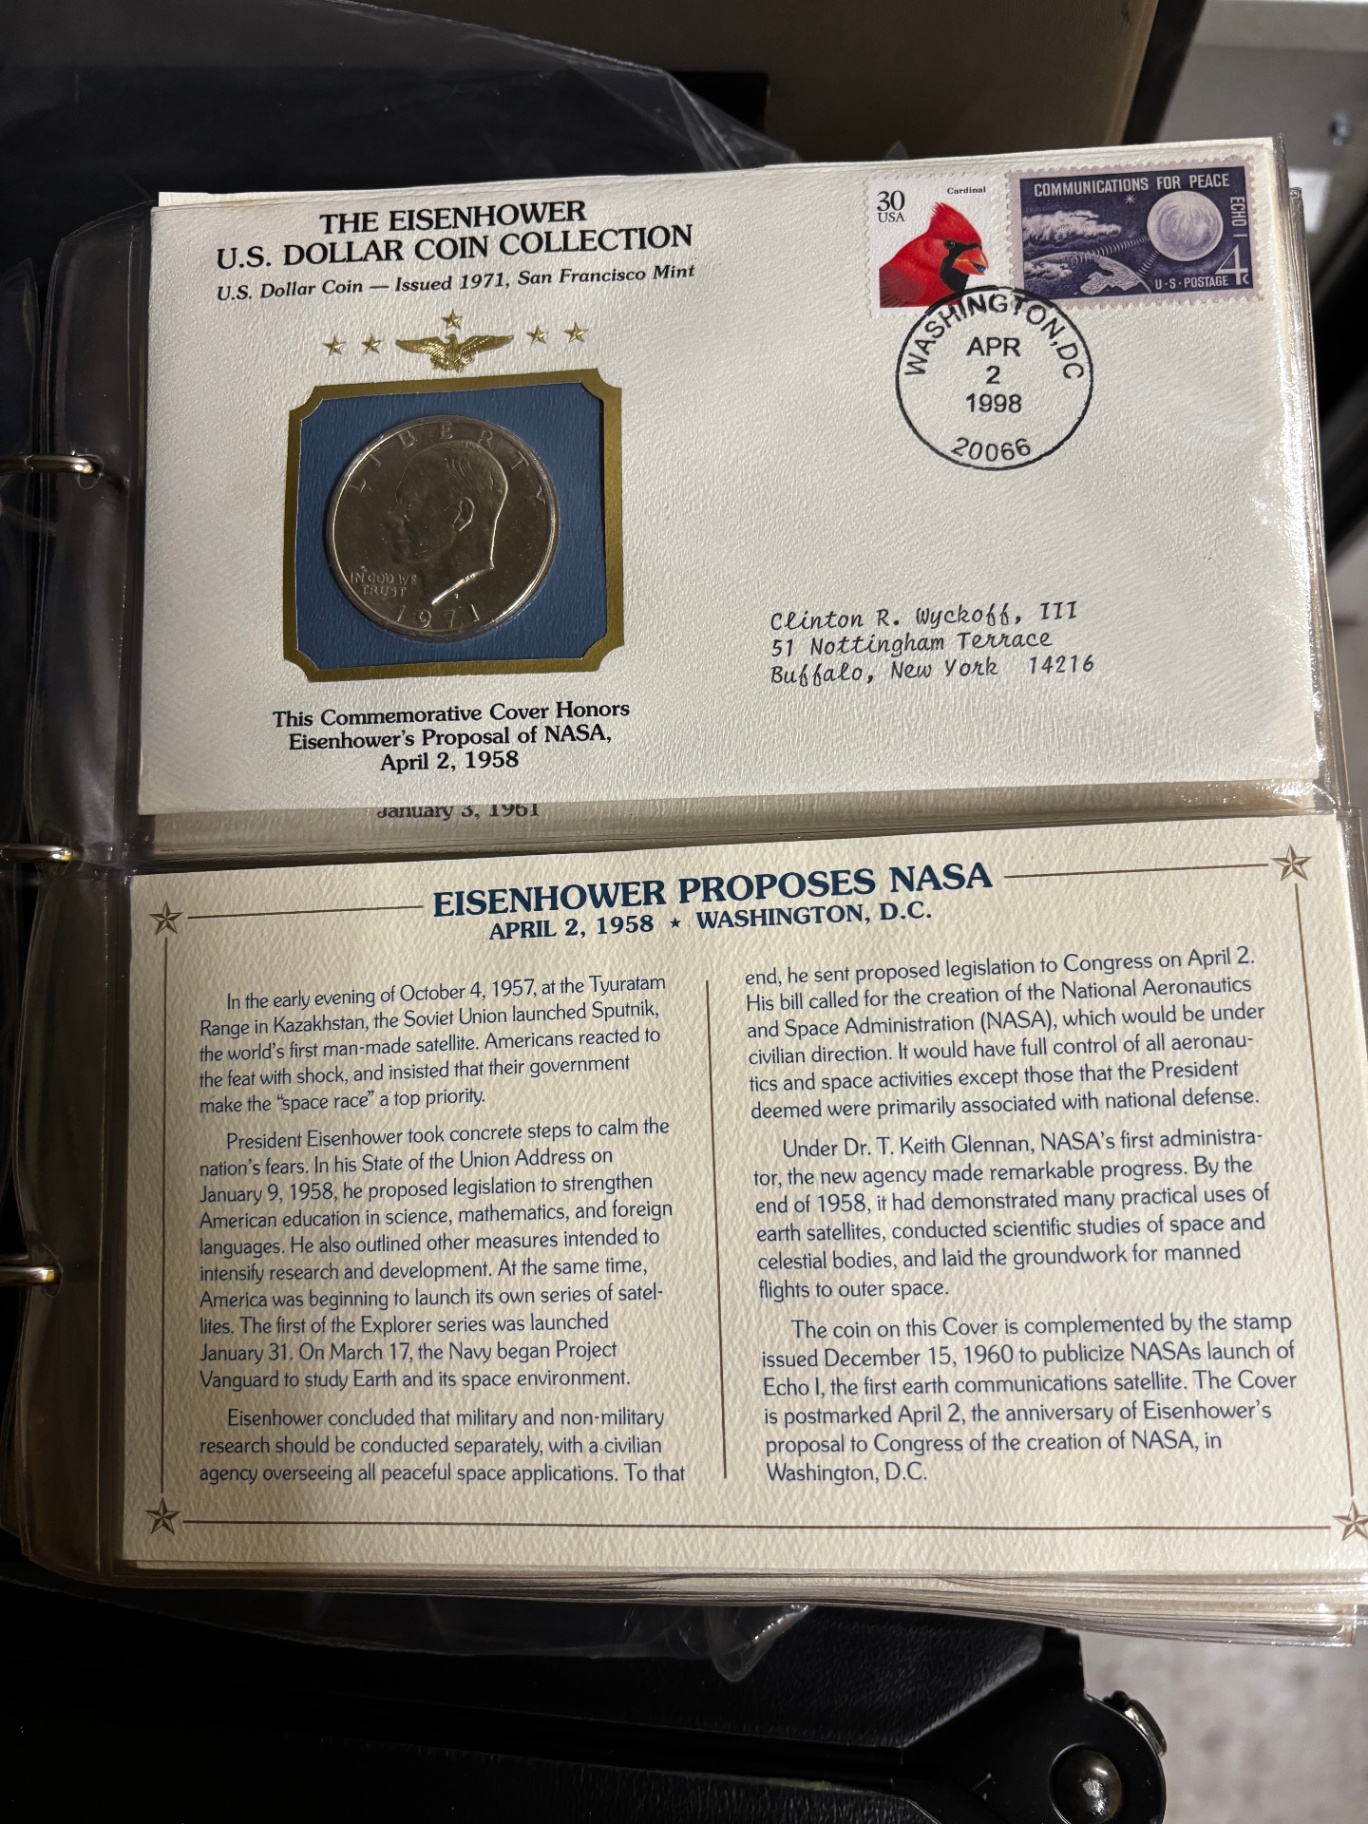 THE EISENHOWER
U.S. DOLLAR COIN COLLECTION
U.S. Dollar Coin — Issued 1971, San Francisco Mint
30
USA
Cardinal
COMMUNICATIONS FOR PEACE
ECHO I
U·S·POSTAGE 4c
WASHINGTON, DC
APR
2
1998
20066
LIBERTY
IN GOD WE
TRUST
1971
Clinton R. Wyckoff, III
51 Nottingham Terrace
Buffalo, New York 14216
This Commemorative Cover Honors
Eisenhower's Proposal of NASA,
April 2, 1958
January 3, 1961
EISENHOWER PROPOSES NASA
APRIL 2, 1958 ★ WASHINGTON, D.C.
In the early evening of October 4, 1957, at the Tyuratam
Range in Kazakhstan, the Soviet Union launched Sputnik,
the world's first man-made satellite. Americans reacted to
the feat with shock, and insisted that their government
make the "space race" a top priority.
President Eisenhower took concrete steps to calm the
nation's fears. In his State of the Union Address on
January 9, 1958, he proposed legislation to strengthen
American education in science, mathematics, and foreign
languages. He also outlined other measures intended to
intensify research and development. At the same time,
America was beginning to launch its own series of satel-
lites. The first of the Explorer series was launched
January 31. On March 17, the Navy began Project
Vanguard to study Earth and its space environment.
Eisenhower concluded that military and non-military
research should be conducted separately, with a civilian
agency overseeing all peaceful space applications. To that
end, he sent proposed legislation to Congress on April 2.
His bill called for the creation of the National Aeronautics
and Space Administration (NASA), which would be under
civilian direction. It would have full control of all aeronau-
tics and space activities except those that the President
deemed were primarily associated with national defense.
Under Dr. T. Keith Glennan, NASA's first administra-
tor, the new agency made remarkable progress. By the
end of 1958, it had demonstrated many practical uses of
earth satellites, conducted scientific studies of space and
celestial bodies, and laid the groundwork for manned
flights to outer space.
The coin on this Cover is complemented by the stamp
issued December 15, 1960 to publicize NASAs launch of
Echo I, the first earth communications satellite. The Cover
is postmarked April 2, the anniversary of Eisenhower's
proposal to Congress of the creation of NASA, in
Washington, D.C.